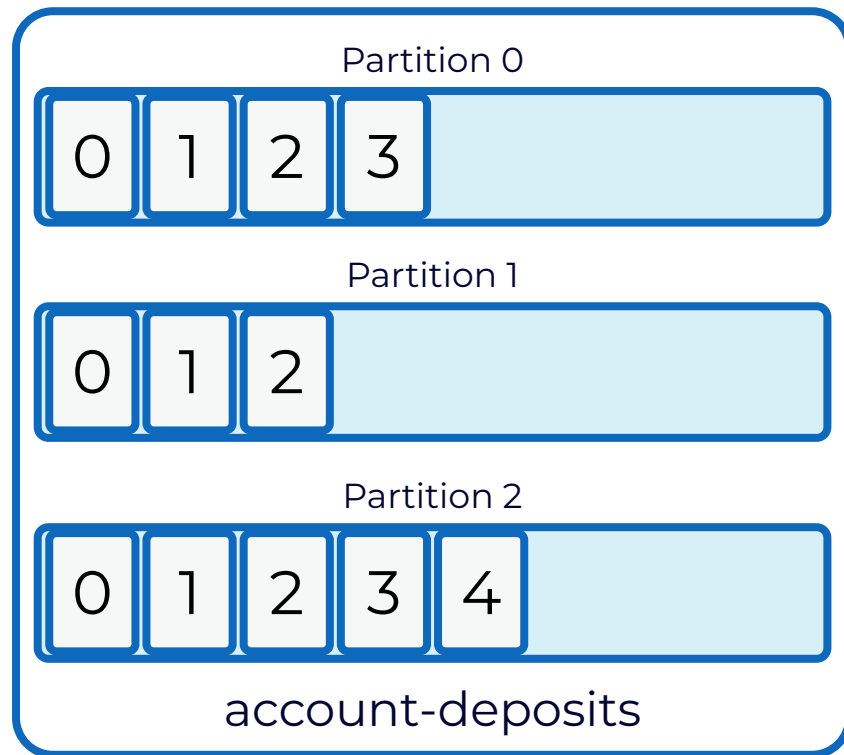 Partition 0
0 1 2 3
Partition 1
0 1 2
Partition 2
0 1 2 3 4
account-deposits